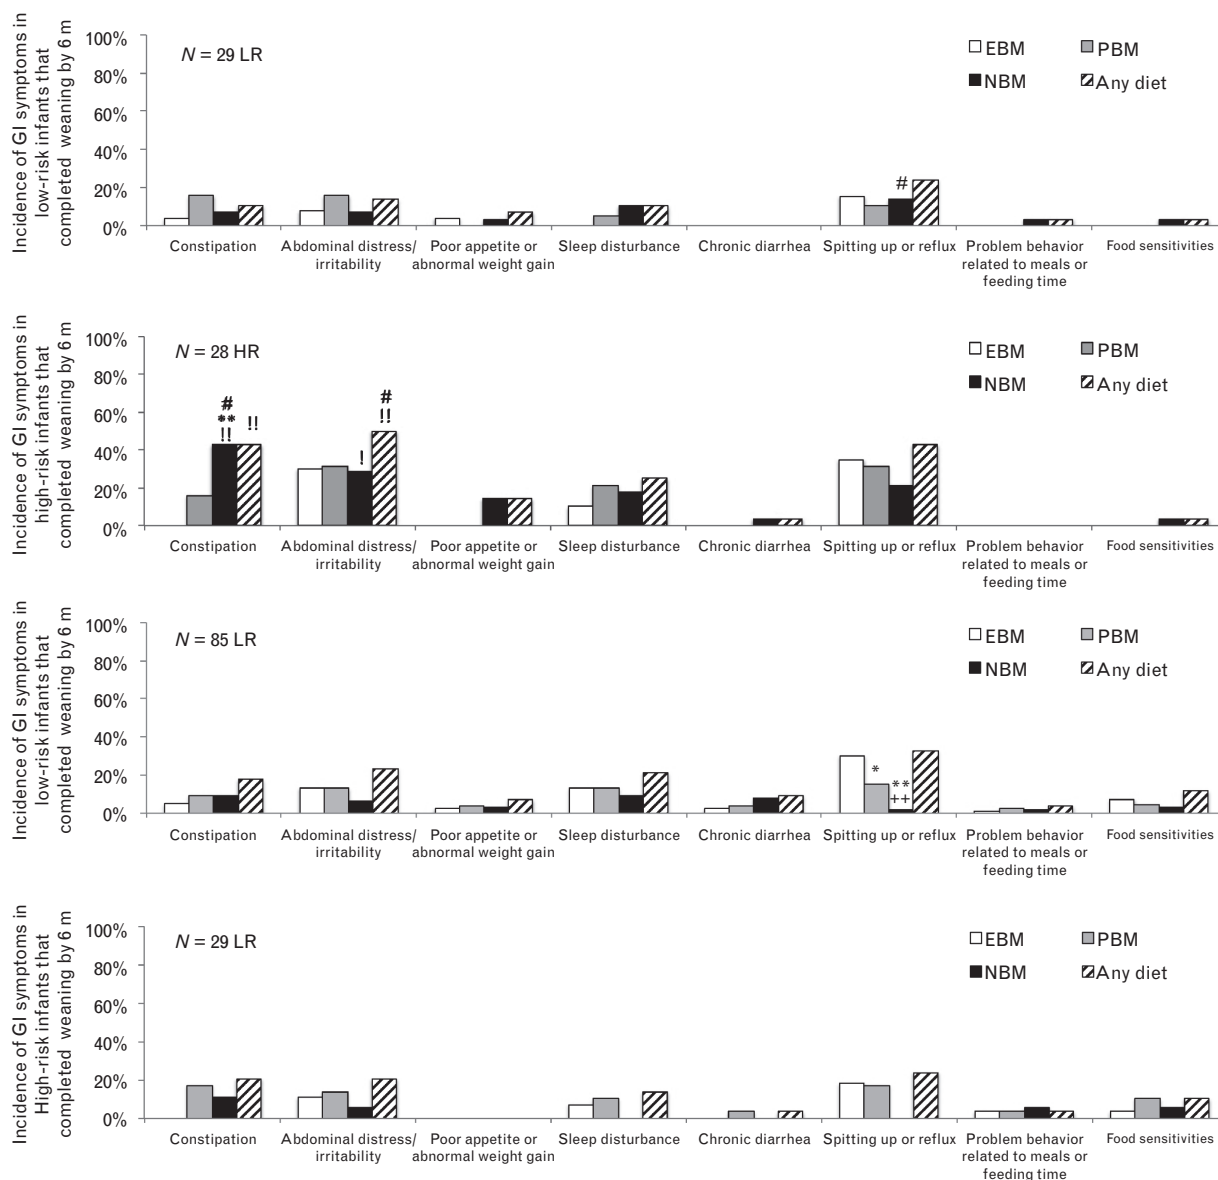 Incidence of GI symptoms in
low-risk infants that
completed weaning by 6 m
100%
80%
60%
40%
20%
0%
N = 29 LR
EBM
PBM
NBM
Any diet
#
Constipation
Abdominal distress/
irritability
Poor appetite or
abnormal weight gain
Sleep disturbance
Chronic diarrhea
Spitting up or reflux
Problem behavior
related to meals or
feeding time
Food sensitivities
Incidence of GI symptoms in
high-risk infants that
completed weaning by 6 m
100%
80%
60%
40%
20%
0%
N = 28 HR
EBM
PBM
NBM
Any diet
#
**
!!
!!
!
#
!!
Constipation
Abdominal distress/
irritability
Poor appetite or
abnormal weight gain
Sleep disturbance
Chronic diarrhea
Spitting up or reflux
Problem behavior
related to meals or
feeding time
Food sensitivities
Incidence of GI symptoms in
low-risk infants that
completed weaning by 6 m
100%
80%
60%
40%
20%
0%
N = 85 LR
EBM
PBM
NBM
Any diet
*
**
++
Constipation
Abdominal distress/
irritability
Poor appetite or
abnormal weight gain
Sleep disturbance
Chronic diarrhea
Spitting up or reflux
Problem behavior
related to meals or
feeding time
Food sensitivities
Incidence of GI symptoms in
High-risk infants that
completed weaning by 6 m
100%
80%
60%
40%
20%
0%
N = 29 LR
EBM
PBM
NBM
Any diet
Constipation
Abdominal distress/
irritability
Poor appetite or
abnormal weight gain
Sleep disturbance
Chronic diarrhea
Spitting up or reflux
Problem behavior
related to meals or
feeding time
Food sensitivities